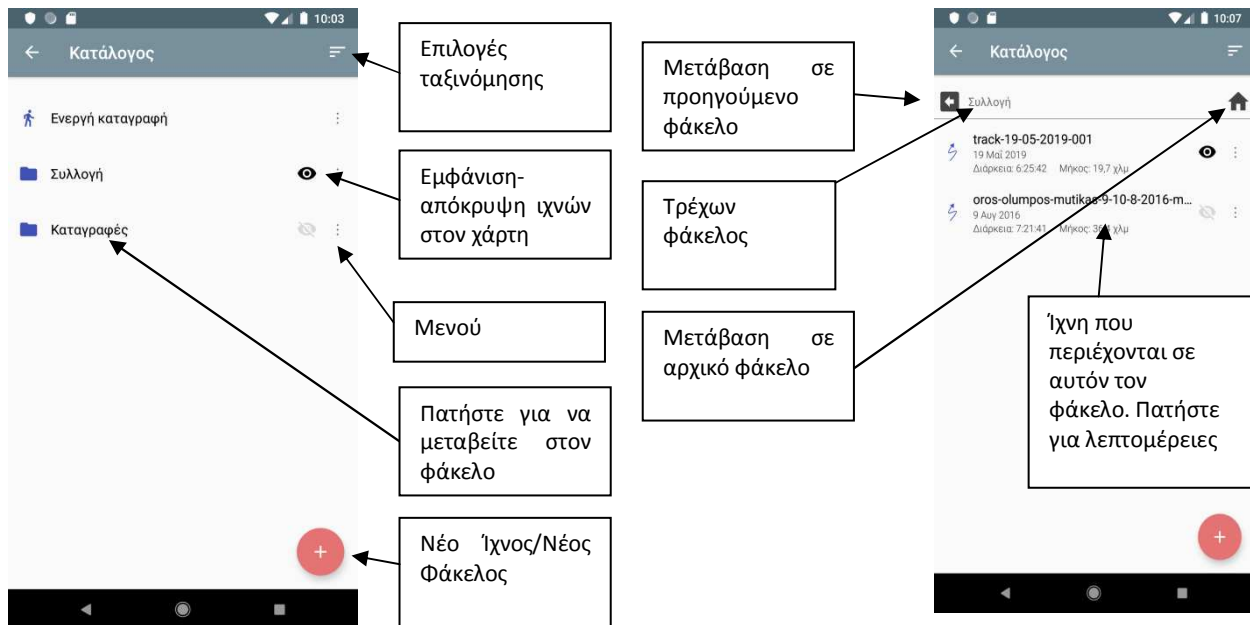 10:03
Κατάλογος
Ενεργή καταγραφή
Συλλογή
Καταγραφές
Επιλογές
ταξινόμησης
Εμφάνιση-
απόκρυψη ιχνών
στον χάρτη
Μενού
Πατήστε για να
μεταβείτε στον
φάκελο
Νέο Ίχνος/Νέος
Φάκελος
Μετάβαση σε
προηγούμενο
φάκελο
Τρέχων
φάκελος
Μετάβαση σε
αρχικό φάκελο
10:07
Κατάλογος
Συλλογή
track-19-05-2019-001
19 Μαΐ 2019
Διάρκεια: 6:25:42 Μήκος: 19,7 χλμ
oros-olumpos-mutikas-9-10-8-2016-m...
9 Αυγ 2016
Διάρκεια: 7:21:41 Μήκος: χλμ
Ίχνη που
περιέχονται σε
αυτόν τον
φάκελο. Πατήστε
για λεπτομέρειες